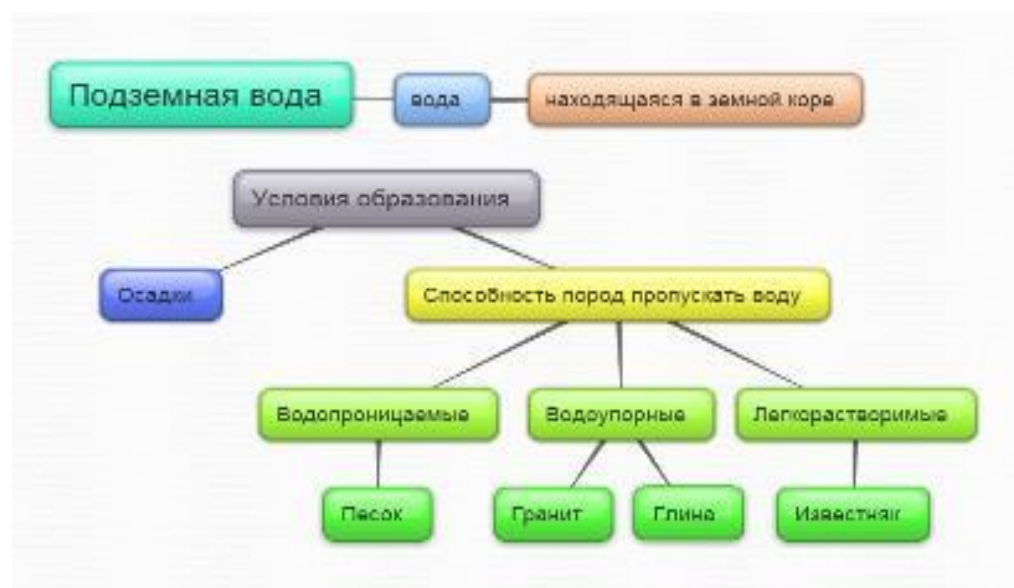 Подземная вода
вода
находящаяся в земной коре
Условия образования
Осадки
Способность пород пропускать воду
Водопроницаемые
Водоупорные
Легкорастворимые
Песок
Гранит
Глина
Известняк